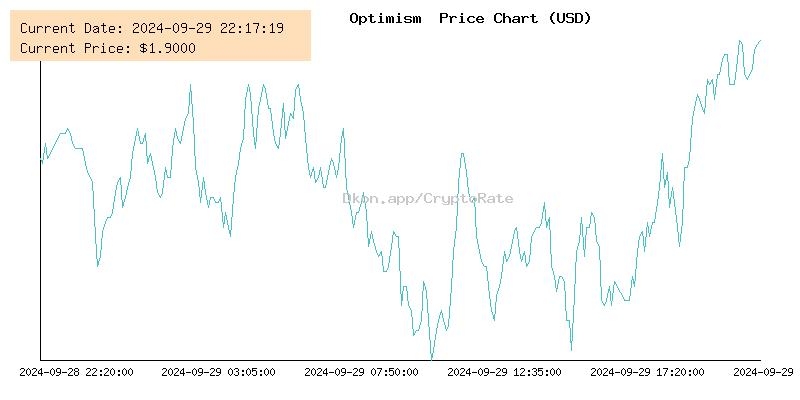 Optimism  Price Chart (USD)
Current Date: 2024-09-29 22:17:19
Current Price: $1.9000
Dkon.app/CryptoRate
2024-09-28 22:20:00 2024-09-29 03:05:00 2024-09-29 07:50:00 2024-09-29 12:35:00 2024-09-29 17:20:00 2024-09-29